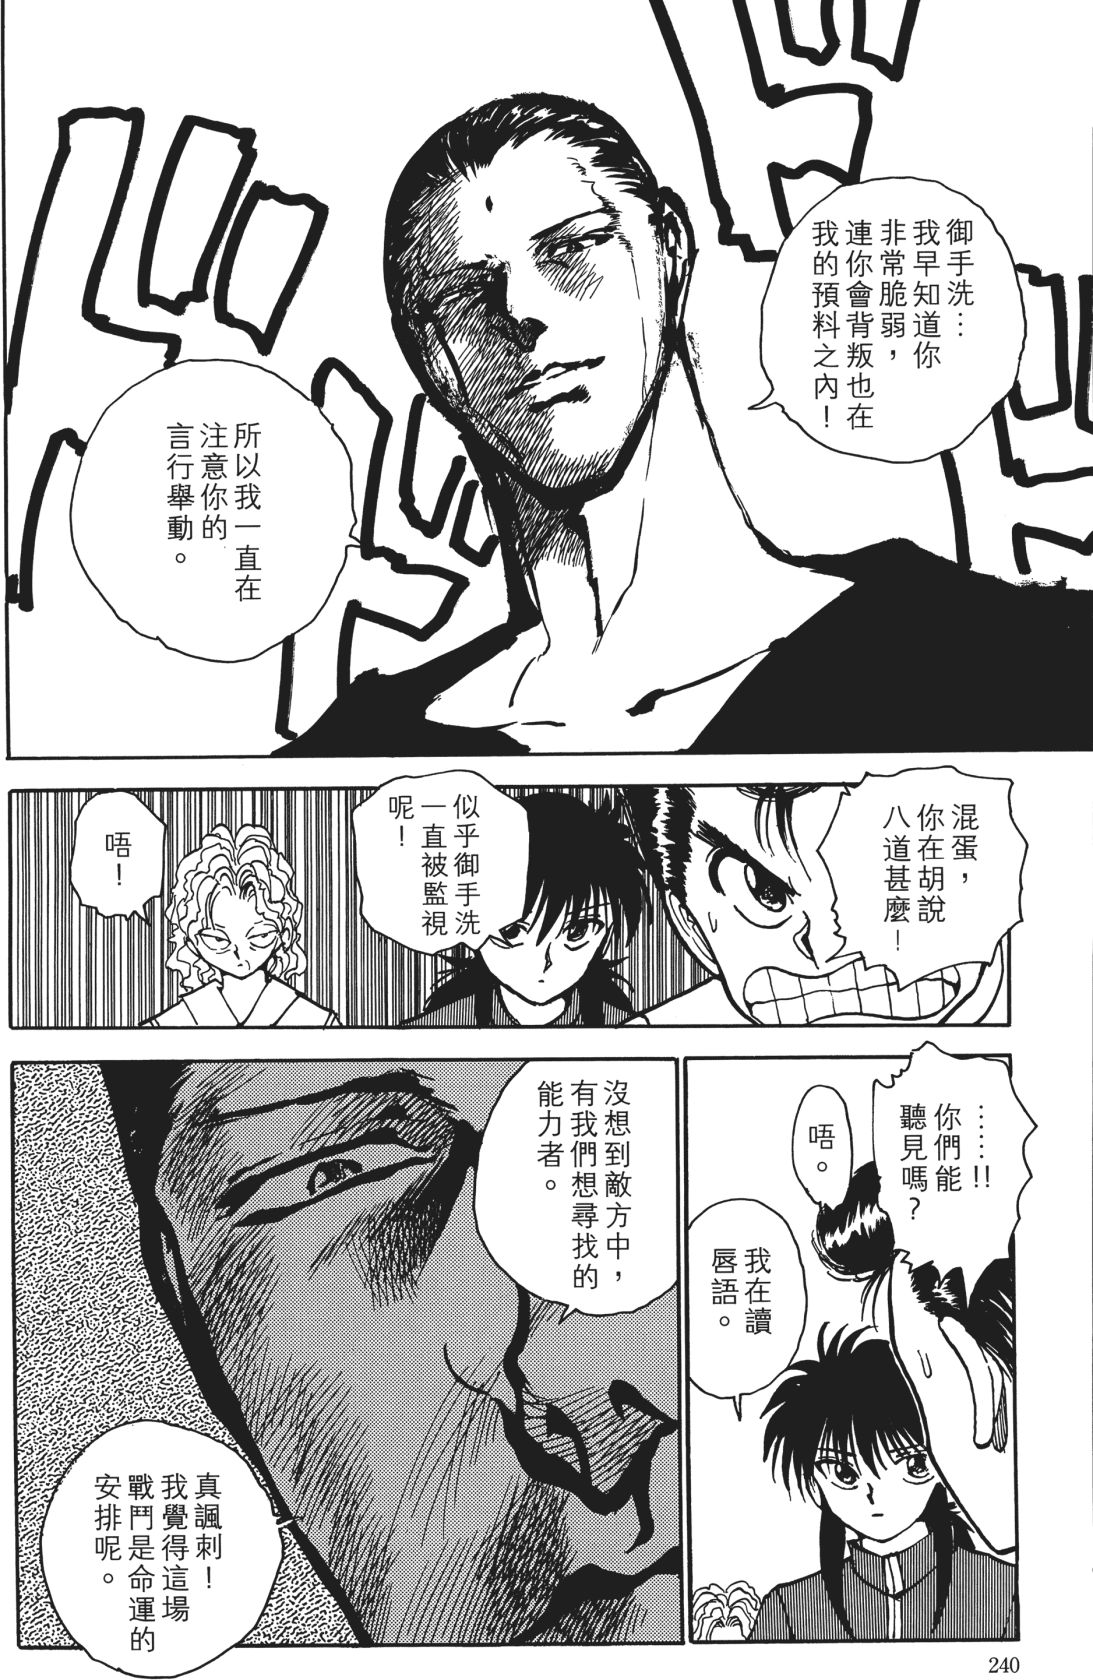 御手洗…
我早知道你
非常脆弱，
連你會背叛也在
我的預料之內！
所以我一直在
注意你的
言行舉動。
混蛋，
你在胡說
八道甚麼！
似乎御手洗
一直被監視
呢！
唔！
……!!
你們能
聽見嗎？
唔。
我在讀
唇語。
沒想到敵方中，
有我們想尋找的
能力者。
真諷刺！
我覺得這場
戰鬥是命運的
安排呢。
240